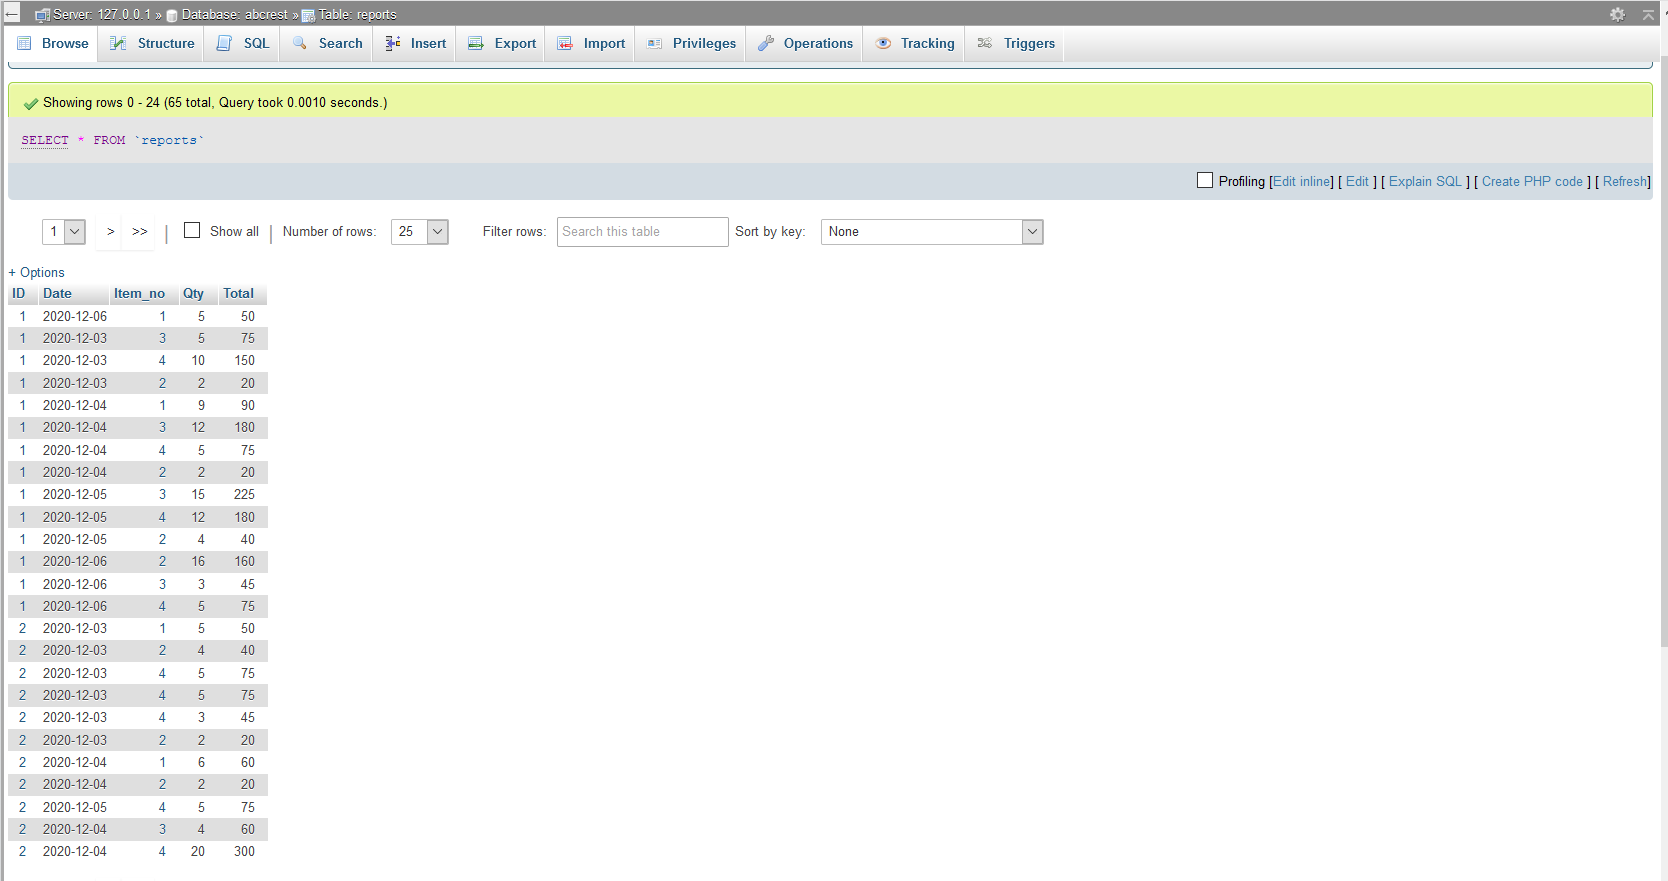 Server: 127.0.0.1 » Database: abcrest » Table: reports
Browse Structure SQL Search Insert Export Import Privileges Operations Tracking Triggers
Showing rows 0 - 24 (65 total, Query took 0.0010 seconds.)
SELECT * FROM `reports`
Profiling [Edit inline] [ Edit ] [ Explain SQL ] [ Create PHP code ] [ Refresh]
1 > >> | Show all | Number of rows: 25 Filter rows: Search this table Sort by key: None
+ Options
ID Date Item_no Qty Total
1 2020-12-06 1 5 50
1 2020-12-03 3 5 75
1 2020-12-03 4 10 150
1 2020-12-03 2 2 20
1 2020-12-04 1 9 90
1 2020-12-04 3 12 180
1 2020-12-04 4 5 75
1 2020-12-04 2 2 20
1 2020-12-05 3 15 225
1 2020-12-05 4 12 180
1 2020-12-05 2 4 40
1 2020-12-06 2 16 160
1 2020-12-06 3 3 45
1 2020-12-06 4 5 75
2 2020-12-03 1 5 50
2 2020-12-03 2 4 40
2 2020-12-03 4 5 75
2 2020-12-03 4 5 75
2 2020-12-03 4 3 45
2 2020-12-03 2 2 20
2 2020-12-04 1 6 60
2 2020-12-04 2 2 20
2 2020-12-05 4 5 75
2 2020-12-04 3 4 60
2 2020-12-04 4 20 300